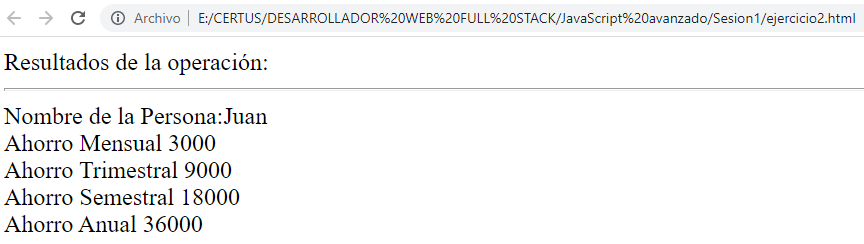 Archivo | E:/CERTUS/DESARROLLADOR%20WEB%20FULL%20STACK/JavaScript%20avanzado/Sesion1/ejercicio2.html
Resultados de la operación:
Nombre de la Persona:Juan
Ahorro Mensual 3000
Ahorro Trimestral 9000
Ahorro Semestral 18000
Ahorro Anual 36000